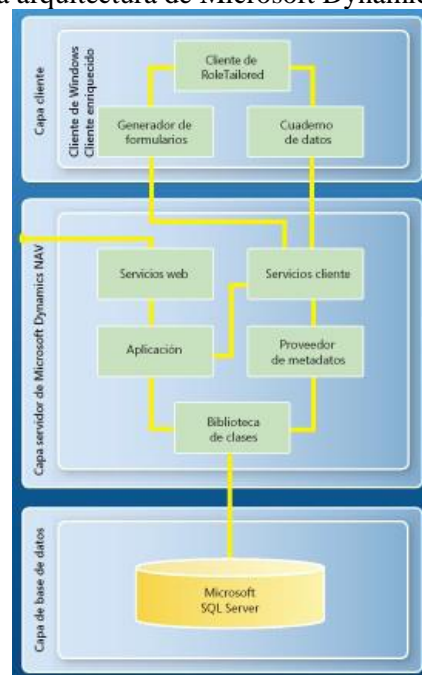 a arquitectura de Microsoft Dynamic
Capa cliente
Cliente de Windows
Cliente enriquecido
Cliente de
RoleTailored
Generador de
formularios
Cuaderno
de datos
Capa servidor de Microsoft Dynamics NAV
Servicios web
Servicios cliente
Aplicación
Proveedor
de metadatos
Biblioteca
de clases
Capa de base de datos
Microsoft
SQL Server